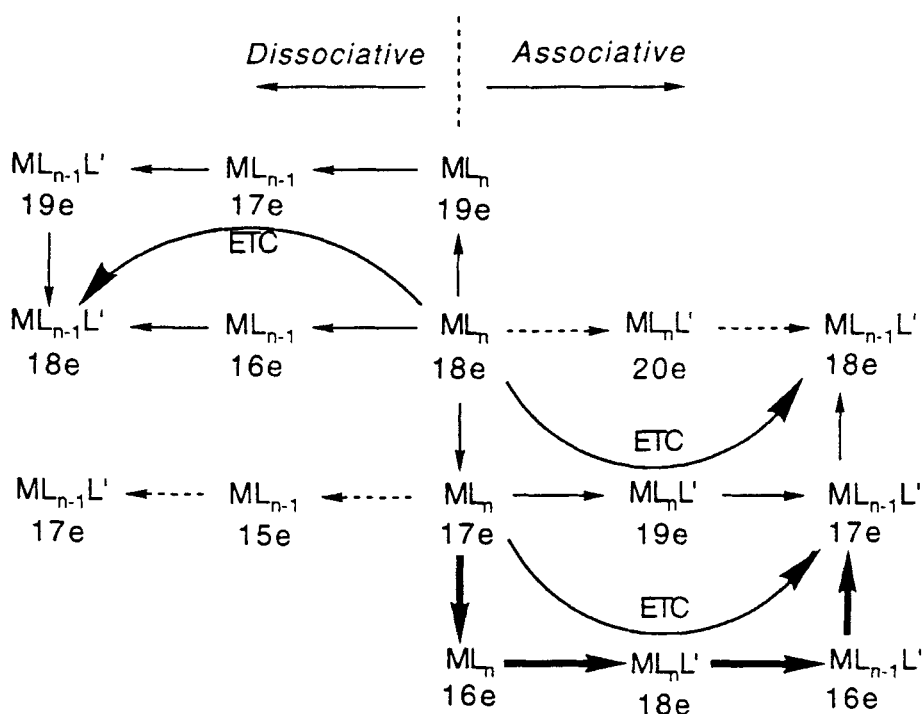 Dissociative Associative
ML_{n-1}L' ML_{n-1} ML_n
19e 17e 19e
ETC
ML_{n-1}L' ML_{n-1} ML_n ML_nL' ML_{n-1}L'
18e 16e 18e 20e 18e
ETC
ML_{n-1}L' ML_{n-1} ML_n ML_nL' ML_{n-1}L'
17e 15e 17e 19e 17e
ETC
ML_n ML_nL' ML_{n-1}L'
16e 18e 16e